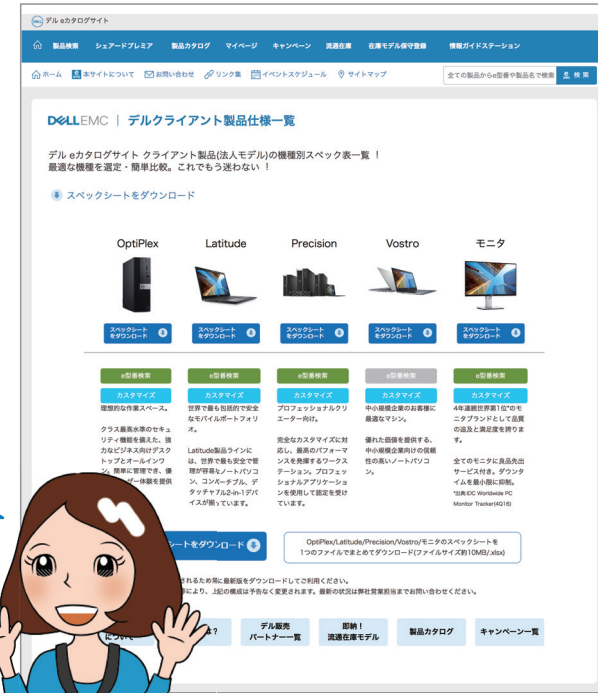 デル eカタログサイト
製品検索 シェアードプレミア 製品カタログ マイページ キャンペーン 流通在庫 在庫モデル保守登録 情報ガイドステーション
ホーム 本サイトについて お問い合わせ リンク集 イベントスケジュール サイトマップ 全ての製品からe型番や製品名で検索 検 索
DELLEMC | デルクライアント製品仕様一覧
デル eカタログサイト クライアント製品(法人モデル)の機種別スペック表一覧 !
最適な機種を選定・簡単比較。これでもう迷わない !
スペックシートをダウンロード
OptiPlex Latitude Precision Vostro モニタ
スペックシート スペックシート スペックシート スペックシート スペックシート
をダウンロード をダウンロード をダウンロード をダウンロード をダウンロード
e型番検索 e型番検索 e型番検索 e型番検索 e型番検索
カスタマイズ カスタマイズ カスタマイズ カスタマイズ カスタマイズ
理想的な作業スペース。
クラス最高水準のセキュ
リティ機能を備えた、強
力なビジネス向けデスク
トップとオールインワ
ン。簡単に管理でき、優
ーザー体験を提供
世界で最も包括的で安全
なモバイルポートフォリ
オ。
Latitude製品ラインに
は、世界で最も安全で管
理が容易なノートパソコ
ン、コンバーチブル、デ
タッチャブル2-in-1デバ
イスが揃っています。
プロフェッショナルクリ
エーター向け。
完全なカスタマイズに対
応し、最高のパフォーマ
ンスを発揮するワークス
テーション。プロフェッ
ショナルアプリケーショ
ンを使用して認定を受け
ています。
中小規模企業のお客様に
最適なマシン。
優れた価値を提供する、
中小規模企業向けの信頼
性の高いノートパソコ
ン。
4年連続世界第1位*のモ
ニタブランドとして品質
の追及と満足度を誇りま
す。
全てのモニタに良品先出
サービス付き。ダウンタ
イムを最小限に抑制。
*出典:IDC Worldwide PC
Monitor Tracker(4Q16)
シートをダウンロード
OptiPlex/Latitude/Precision/Vostro/モニタのスペックシートを
1つのファイルでまとめてダウンロード(ファイルサイズ約10MB/.xlsx)
されるため常に最新版をダウンロードしてご利用ください。
等により、上記の構成は予告なく変更されます。最新の状況は弊社営業担当までお問い合わせください。
について
は?
デル販売
パートナー一覧
即納!
流通在庫モデル
製品カタログ
キャンペーン一覧